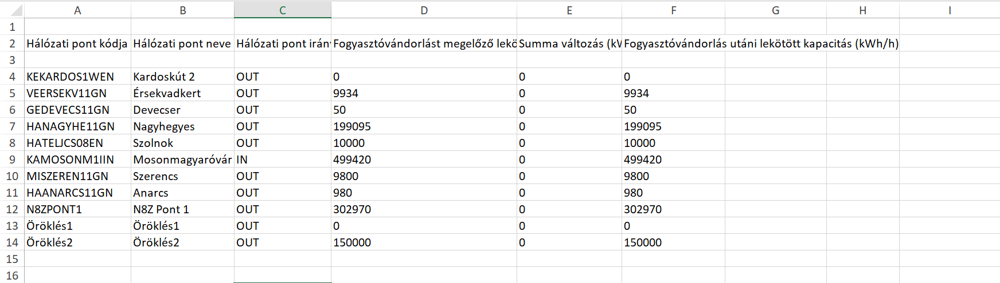 A B C D E F G H I
1
2 Hálózati pont kódja Hálózati pont neve Hálózati pont irány Fogyasztóvándorlást megelőző lekö Summa változás (kW Fogyasztóvándorlás utáni lekötött kapacitás (kWh/h)
3
4 KEKARDOS1WEN Kardoskút 2 OUT 0 0 0
5 VEERSEKV11GN Érsekvadkert OUT 9934 0 9934
6 GEDEVECS11GN Devecser OUT 50 0 50
7 HANAGYHE11GN Nagyhegyes OUT 199095 0 199095
8 HATELJCS08EN Szolnok OUT 10000 0 10000
9 KAMOSONM1IIN Mosonmagyaróvár IN 499420 0 499420
10 MISZEREN11GN Szerencs OUT 9800 0 9800
11 HAANARCS11GN Anarcs OUT 980 0 980
12 N8ZPONT1 N8Z Pont 1 OUT 302970 0 302970
13 Öröklés1 Öröklés1 OUT 0 0 0
14 Öröklés2 Öröklés2 OUT 150000 0 150000
15
16